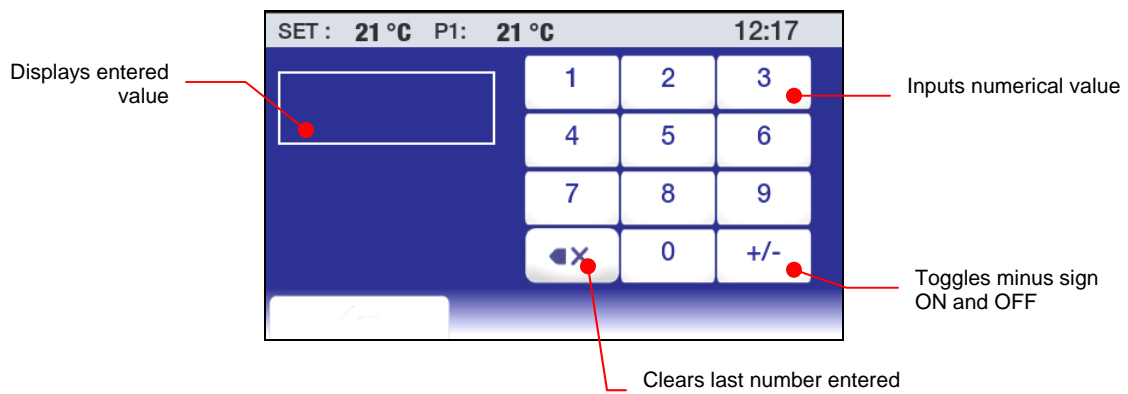 SET : 21 °C P1: 21 °C 12:17
Displays entered
value
1 2 3
Inputs numerical value
4 5 6
7 8 9
0 +/-
Toggles minus sign
ON and OFF
Clears last number entered